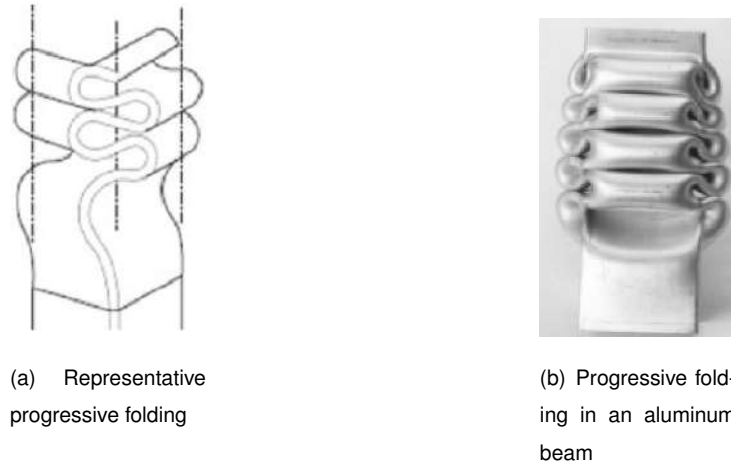 (a) Representative
progressive folding
(b) Progressive fold-
ing in an aluminum
beam